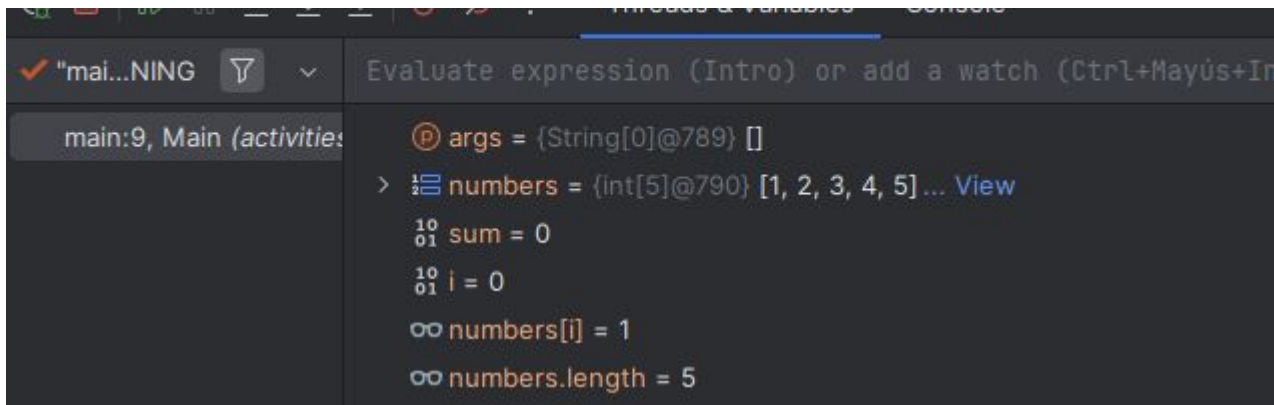 Threads & Variables Console
"mai...NING
Evaluate expression (Intro) or add a watch (Ctrl+Mayús+In
main:9, Main (activities
args = {String[0]@789} []
numbers = {int[5]@790} [1, 2, 3, 4, 5] ... View
sum = 0
i = 0
numbers[i] = 1
numbers.length = 5